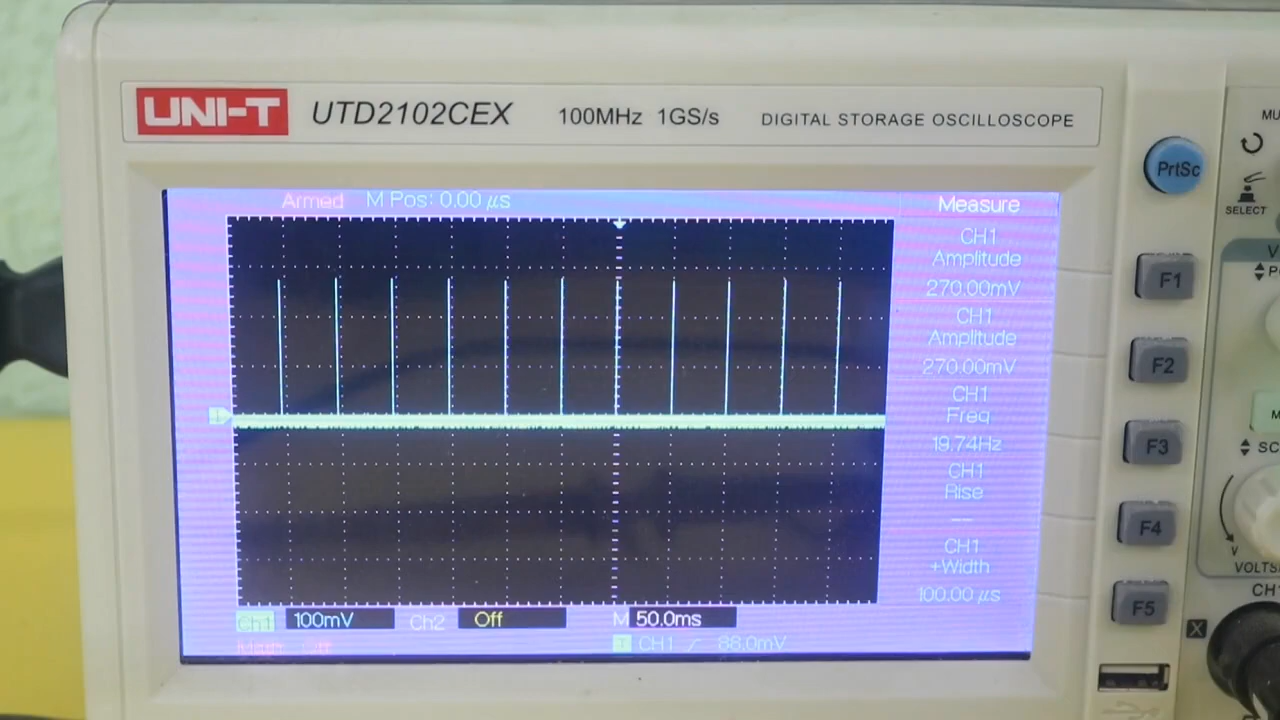 UNI-T UTD2102CEX 100MHz 1GS/s DIGITAL STORAGE OSCILLOSCOPE
Armed M Pos: 0.00 μs
Measure
CH1
Amplitude
270.00mV
CH1
Amplitude
270.00mV
CH1
Freq
19.74Hz
CH1
Rise
---
CH1
+Width
100.00 μs
1
Ch1 100mV Ch2 Off M 50.0ms
T CH1 88.0mV
PrtSc
F1
F2
F3
F4
F5
SELECT
V
X